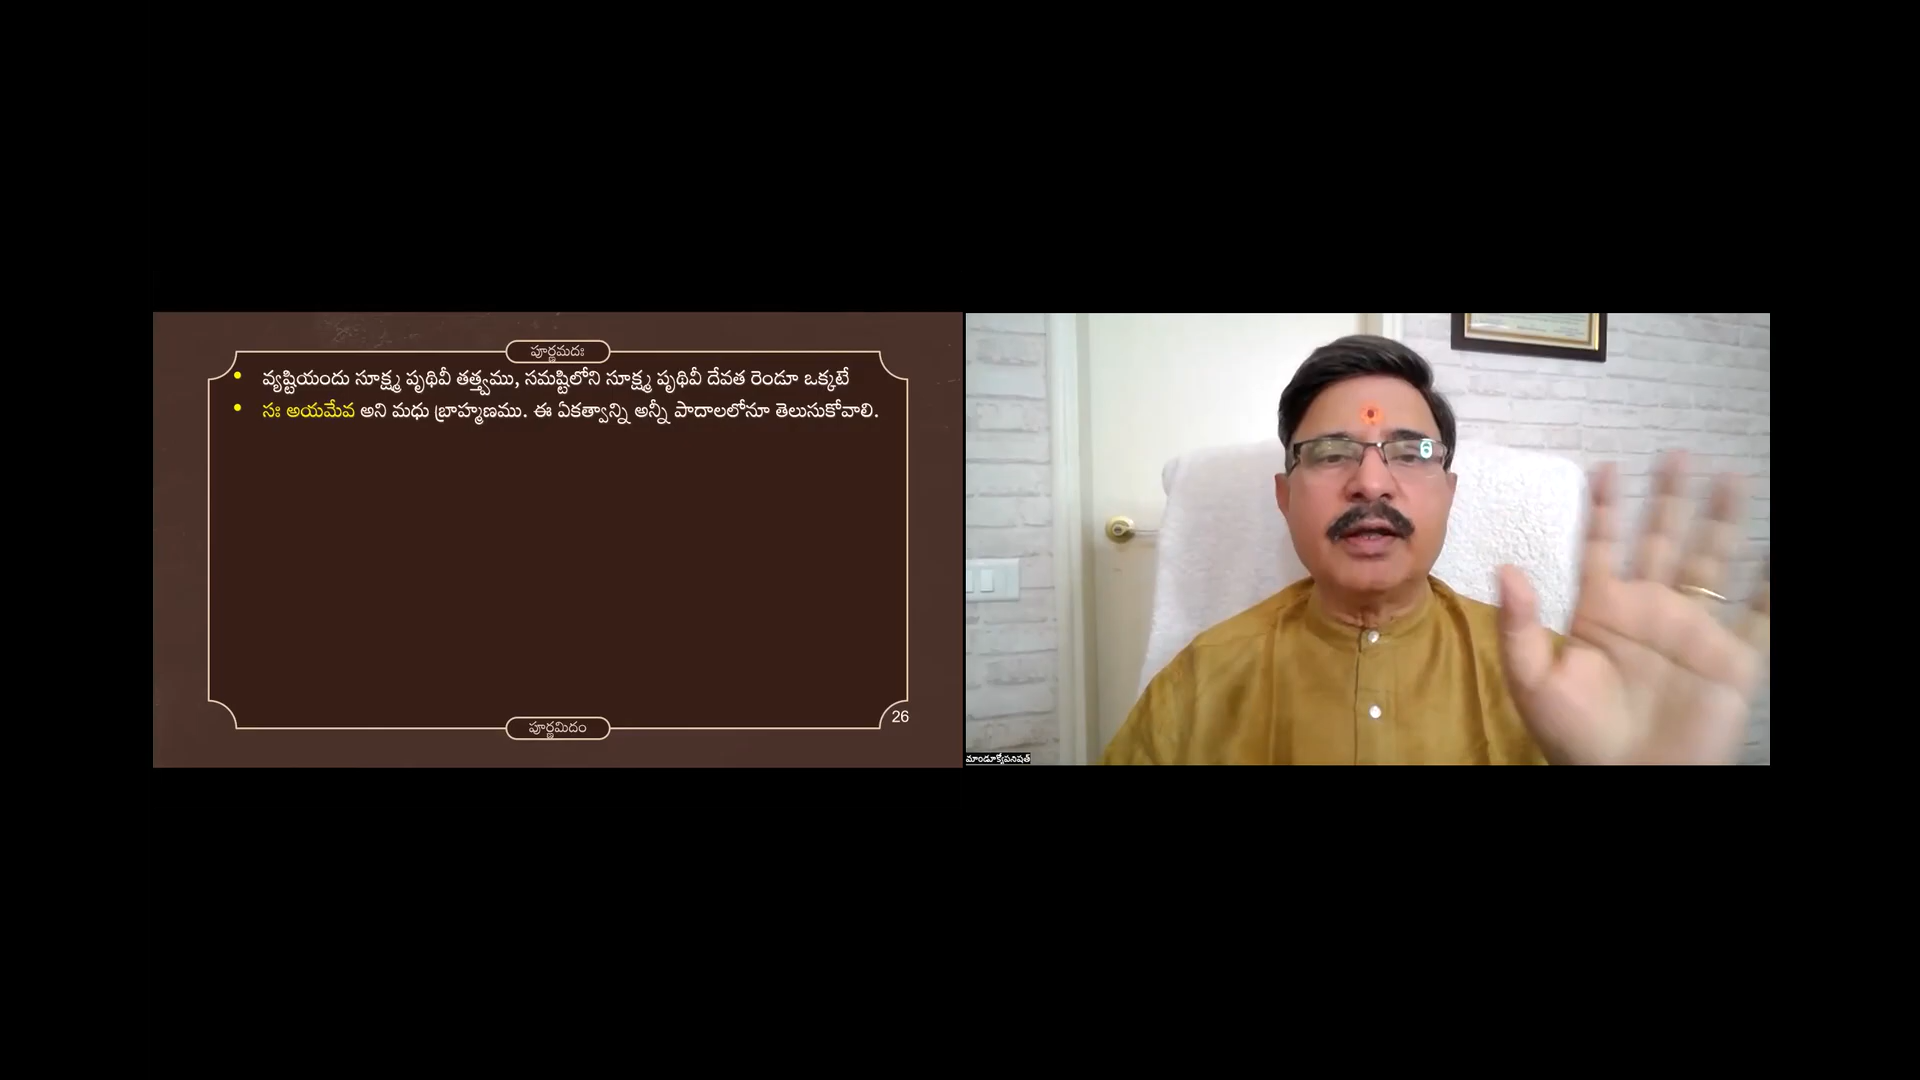 పూర్ణమదః
• వ్యష్టియందు సూక్ష్మ పృథివీ తత్త్వము, సమష్టిలోని సూక్ష్మ పృథివీ దేవత రెండూ ఒక్కటే
• సః అయమేవ అని మధు బ్రాహ్మణము. ఈ ఏకత్వాన్ని అన్నీ పాదాలలోనూ తెలుసుకోవాలి.
26
పూర్ణమిదం
మాండూక్యోపనిషత్